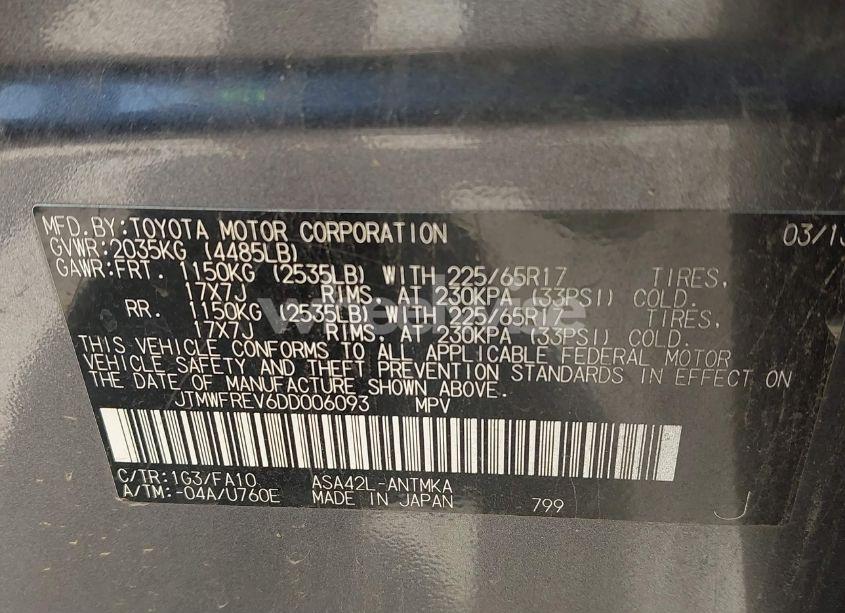 MFD.BY:TOYOTA MOTOR CORPORATION 03/13
GVWR:2035KG (4485LB)
GAWR:FRT. 1150KG (2535LB) WITH 225/65R17 TIRES,
17X7J RIMS. AT 230KPA (33PSI) COLD.
RR. 1150KG (2535LB) WITH 225/65R17 TIRES,
17X7J RIMS. AT 230KPA (33PSI) COLD.
THIS VEHICLE CONFORMS TO ALL APPLICABLE FEDERAL MOTOR
VEHICLE SAFETY AND THEFT PREVENTION STANDARDS IN EFFECT ON
THE DATE OF MANUFACTURE SHOWN ABOVE.
JTMWFREV6DD006093 MPV
C/TR:1G3/FA10 ASA42L-ANTMKA
A/TM:-04A/U760E MADE IN JAPAN 799 J